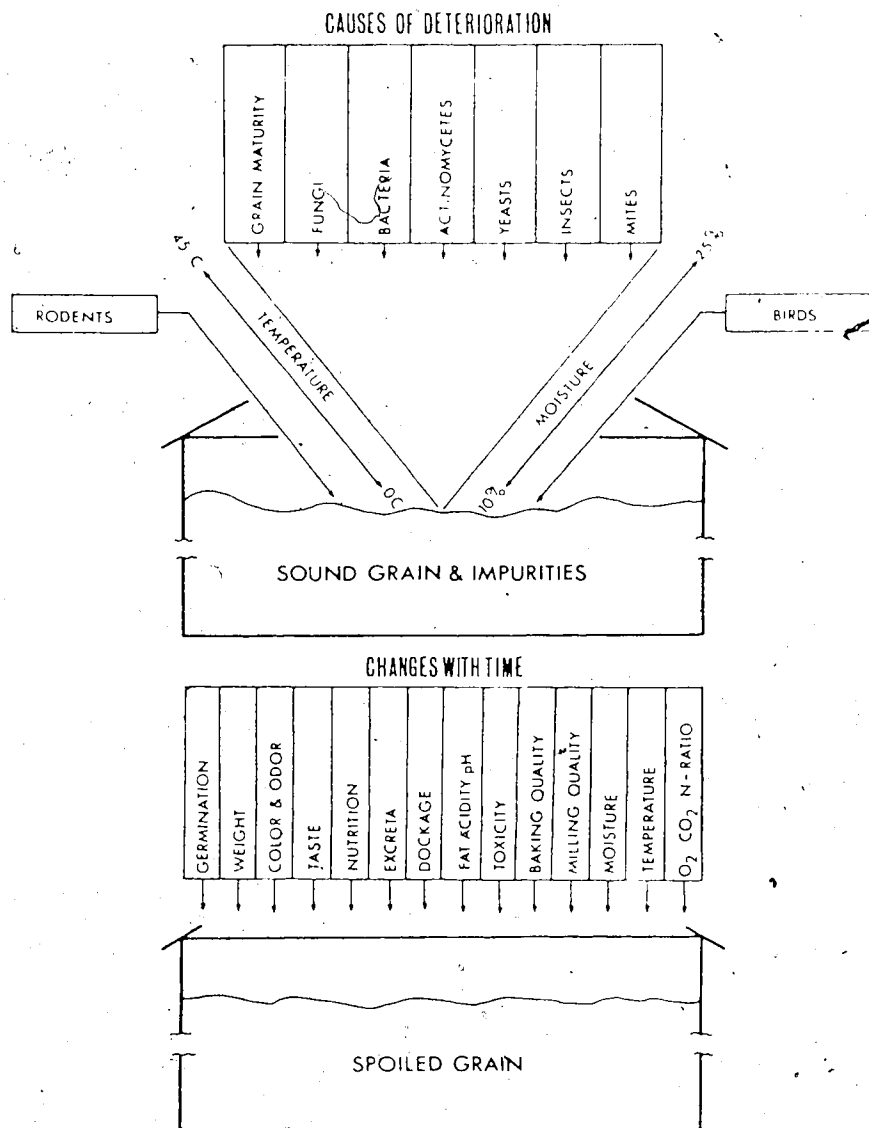 CAUSES OF DETERIORATION
GRAIN MATURITY
FUNGI
BACTERIA
ACTINOMYCETES
YEASTS
INSECTS
MITES
45 C
25%
RODENTS
BIRDS
TEMPERATURE
MOISTURE
0C
10%
SOUND GRAIN & IMPURITIES
CHANGES WITH TIME
GERMINATION
WEIGHT
COLOR & ODOR
TASTE
NUTRITION
EXCRETA
DOCKAGE
FAT ACIDITY pH
TOXICITY
BAKING QUALITY
MILLING QUALITY
MOISTURE
TEMPERATURE
O₂ CO₂ N-RATIO
SPOILED GRAIN